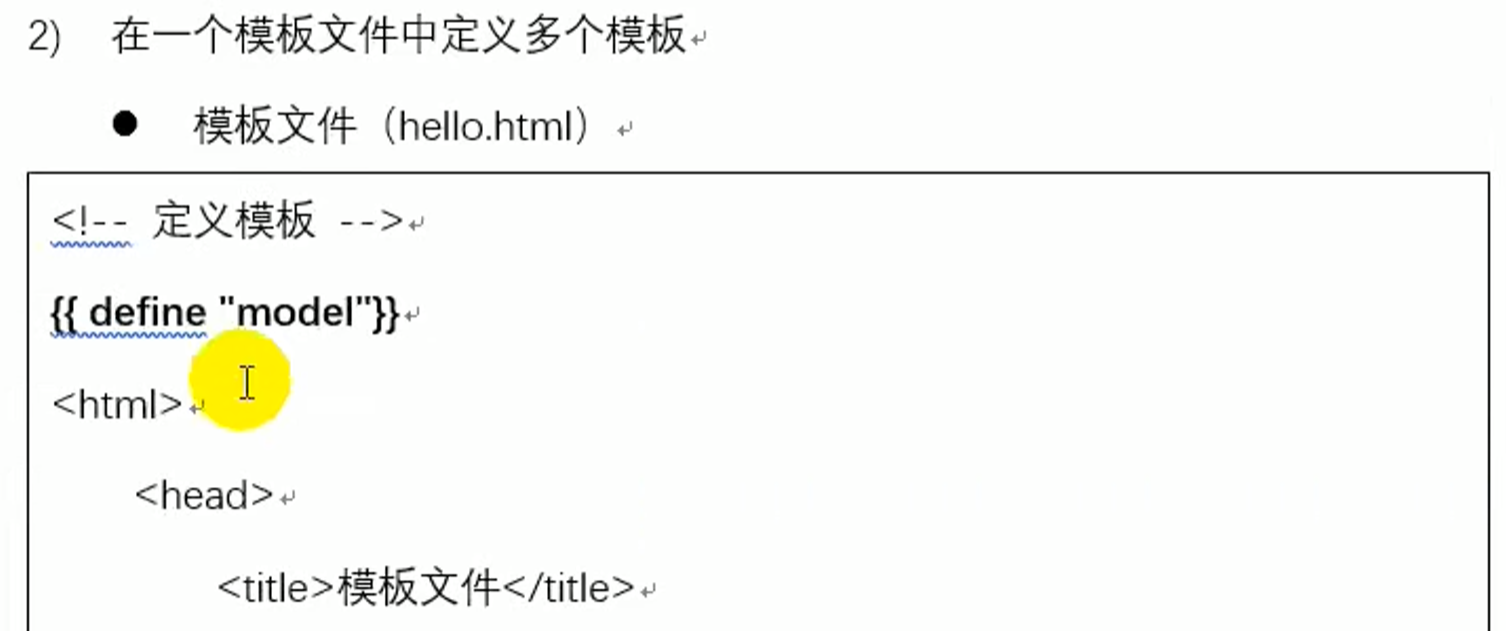 2) 在一个模板文件中定义多个模板
● 模板文件（hello.html）
<!-- 定义模板 -->
{{ define "model"}}
<html>
<head>
<title>模板文件</title>